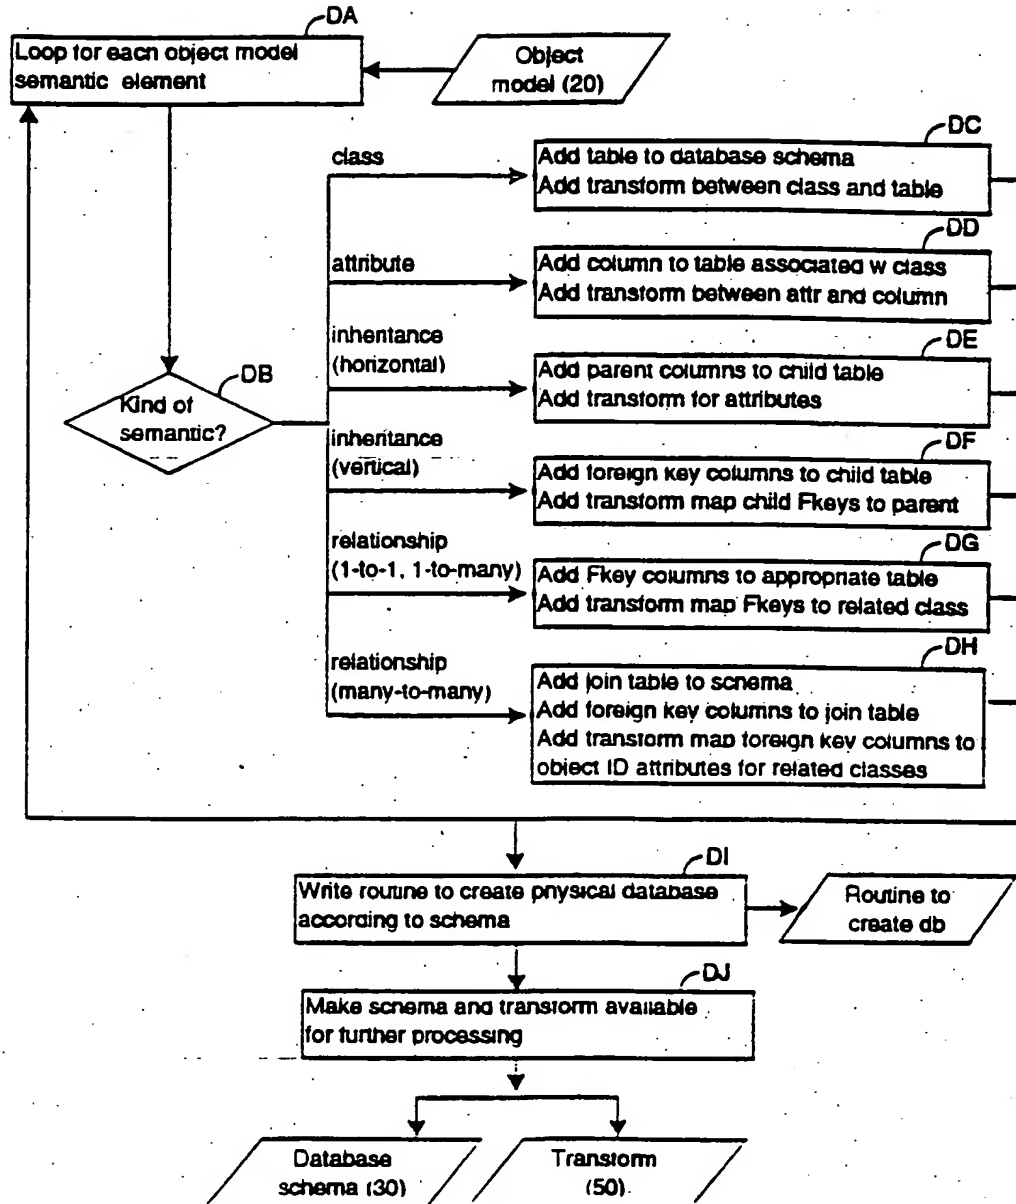 DA
Loop for each object model
semantic element
Object
model (20)
DB
Kind of
semantic?
class
DC
Add table to database schema
Add transform between class and table
attribute
DD
Add column to table associated w class
Add transform between attr and column
inheritance
(horizontal)
DE
Add parent columns to child table
Add transform for attributes
inheritance
(vertical)
DF
Add foreign key columns to child table
Add transform map child Fkeys to parent
relationship
(1-to-1, 1-to-many)
DG
Add Fkey columns to appropriate table
Add transform map Fkeys to related class
relationship
(many-to-many)
DH
Add join table to schema
Add foreign key columns to join table
Add transform map foreign key columns to
object ID attributes for related classes
DI
Write routine to create physical database
according to schema
Routine to
create db
DJ
Make schema and transform available
for further processing
Database
schema (30)
Transform
(50)